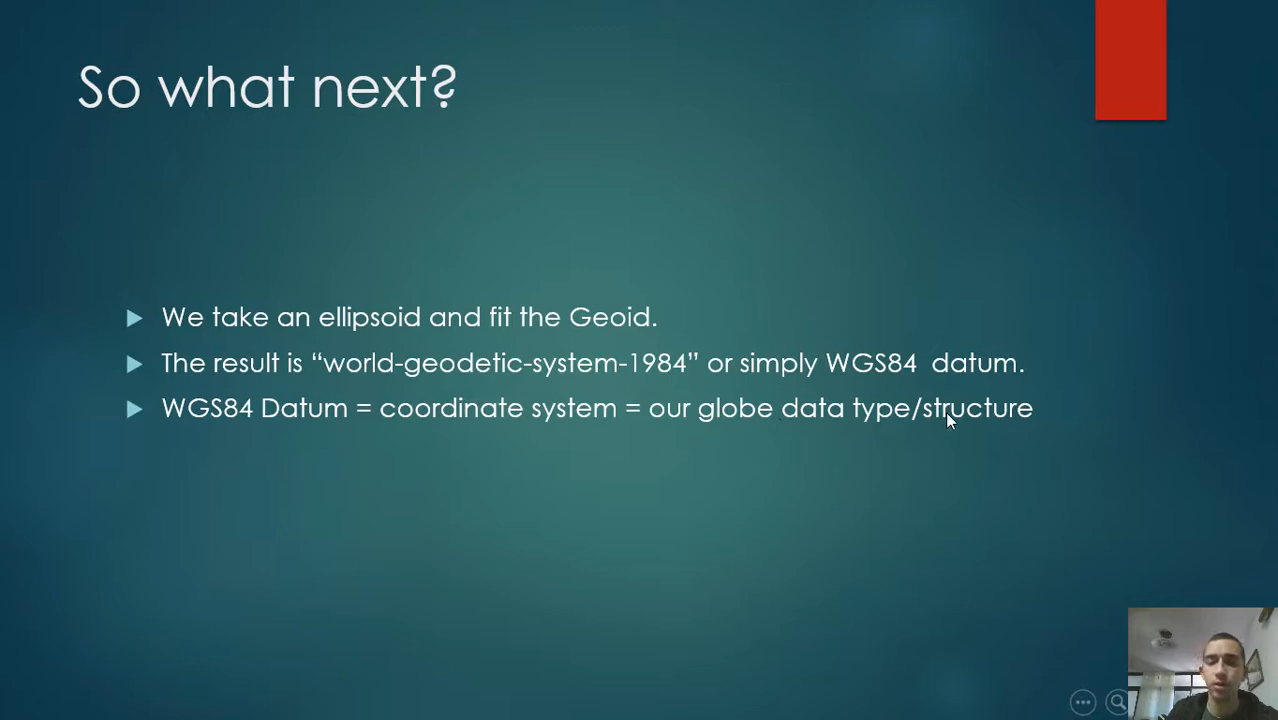 So what next?
We take an ellipsoid and fit the Geoid.
The result is “world-geodetic-system-1984” or simply WGS84  datum.
WGS84 Datum = coordinate system = our globe data type/structure